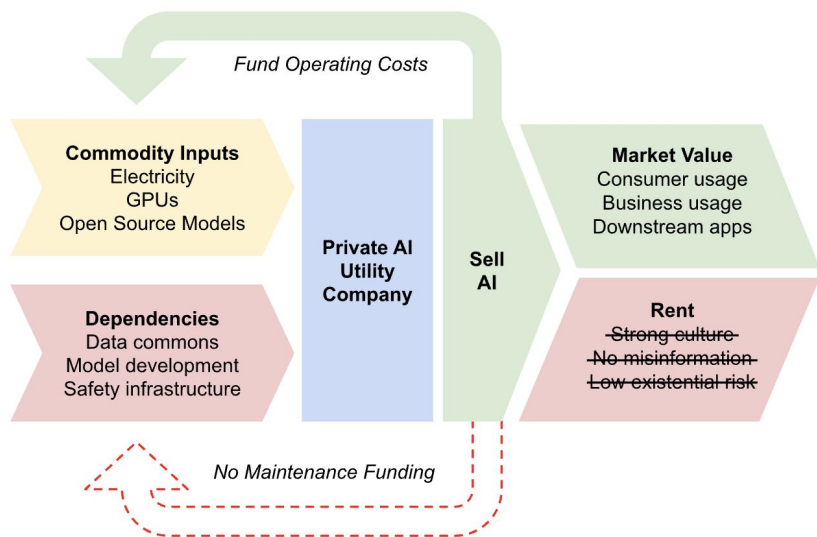 Fund Operating Costs
Commodity Inputs
Electricity
GPUs
Open Source Models
Dependencies
Data commons
Model development
Safety infrastructure
Private AI
Utility
Company
Sell
AI
Market Value
Consumer usage
Business usage
Downstream apps
Rent
Strong culture
No misinformation
Low existential risk
No Maintenance Funding